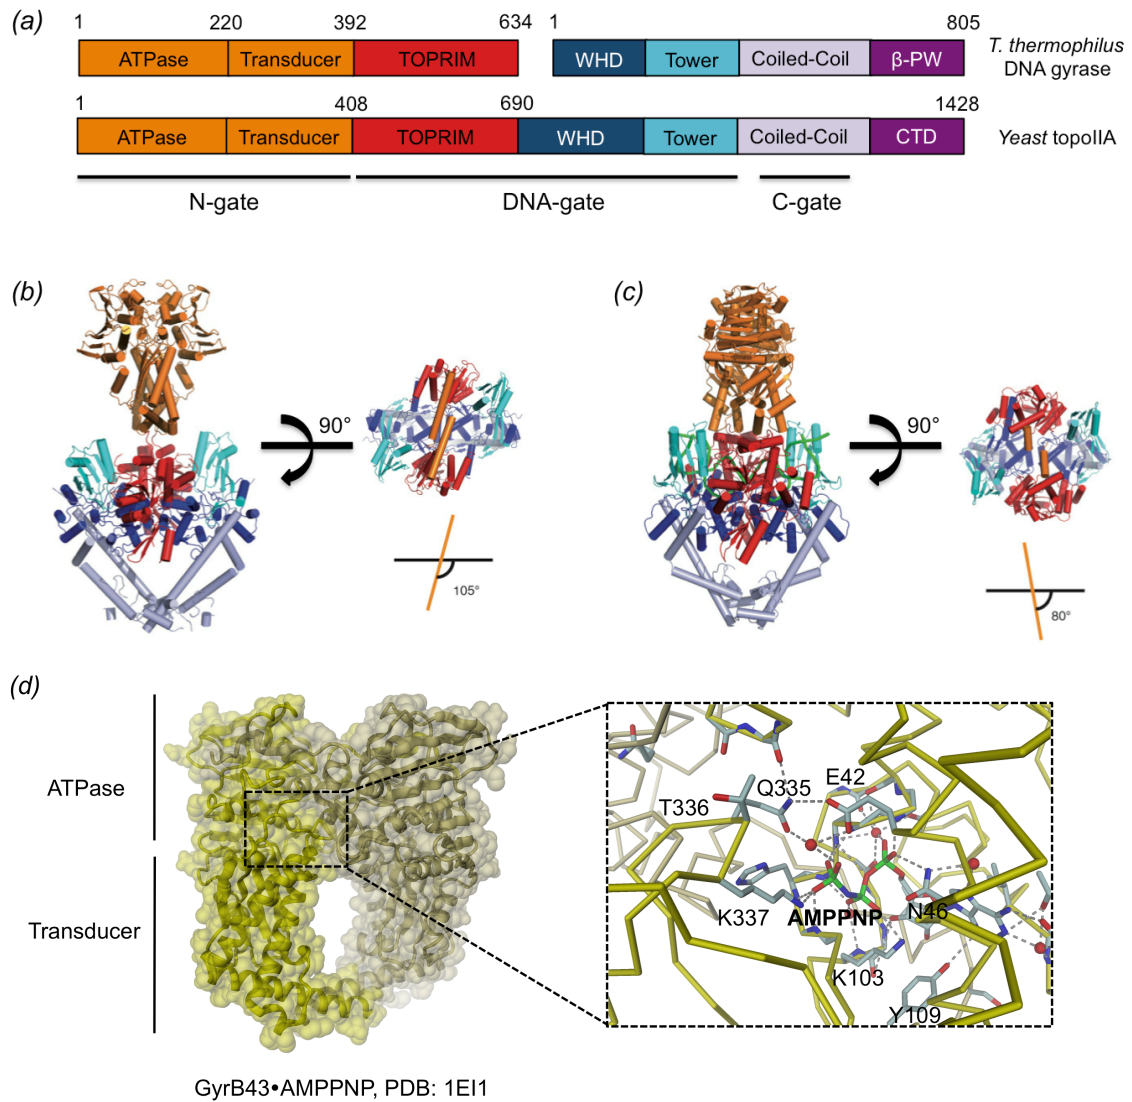 (a)
1 220 392 634 1 805
ATPase Transducer TOPRIM WHD Tower Coiled-Coil β-PW
T. thermophilus
DNA gyrase
1 408 690 1428
ATPase Transducer TOPRIM WHD Tower Coiled-Coil CTD
Yeast topoIIA
N-gate DNA-gate C-gate
(b)
90°
105°
(c)
90°
80°
(d)
ATPase
Transducer
GyrB43•AMPPNP, PDB: 1EI1
E42
Q335
T336
K337
AMPPNP
N46
K103
Y109